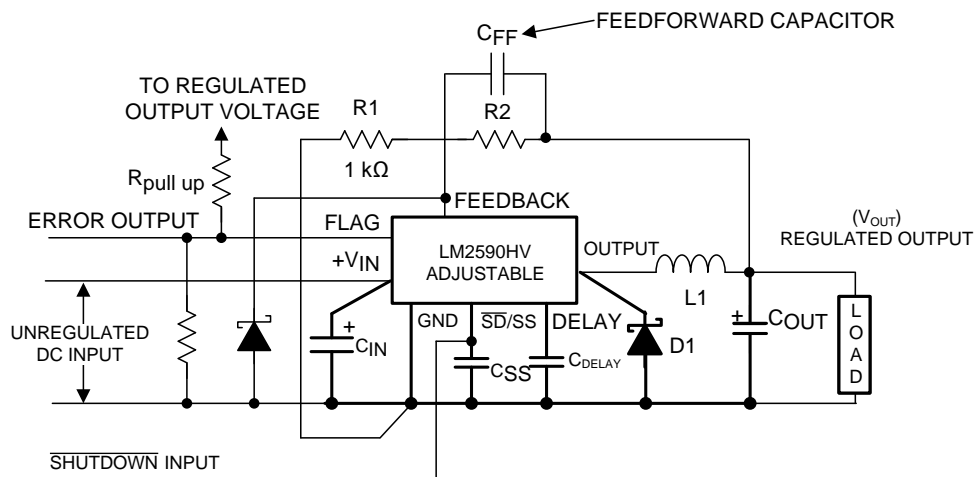 FEEDFORWARD CAPACITOR
CFF
TO REGULATED
OUTPUT VOLTAGE
R1
R2
1 kΩ
Rpull up
FEEDBACK
ERROR OUTPUT
FLAG
+VIN
LM2590HV
ADJUSTABLE
OUTPUT
(VOUT)
REGULATED OUTPUT
L1
UNREGULATED
DC INPUT
+
CIN
GND
SD/SS
DELAY
CSS
CDELAY
D1
+
COUT
LOAD
SHUTDOWN INPUT